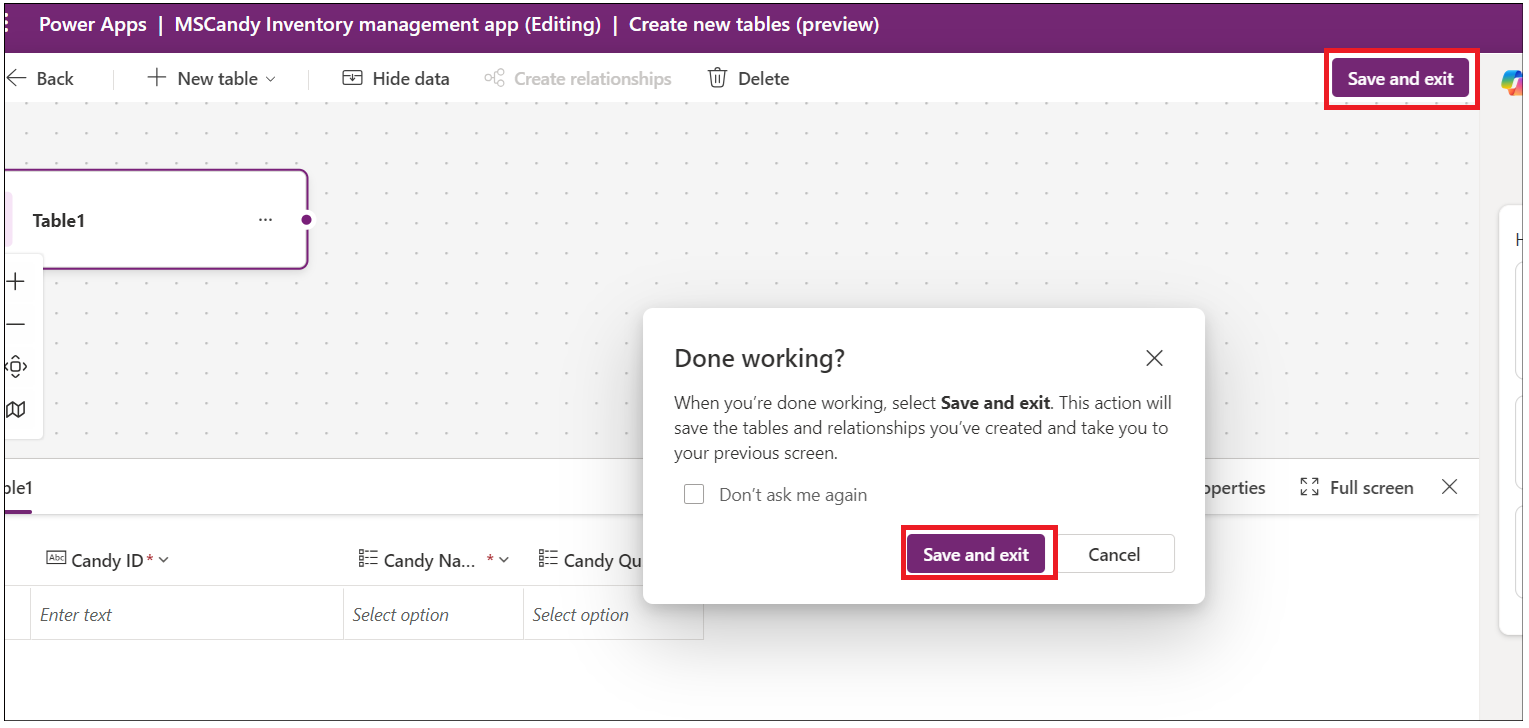 Power Apps | MSCandy Inventory management app (Editing) | Create new tables (preview)
Back New table Hide data Create relationships Delete Save and exit
Table1
Done working?
When you’re done working, select Save and exit. This action will
save the tables and relationships you’ve created and take you to
your previous screen.
Don’t ask me again
Save and exit Cancel
ble1 operties Full screen
Abc Candy ID * Candy Na... * Candy Qu
Enter text Select option Select option